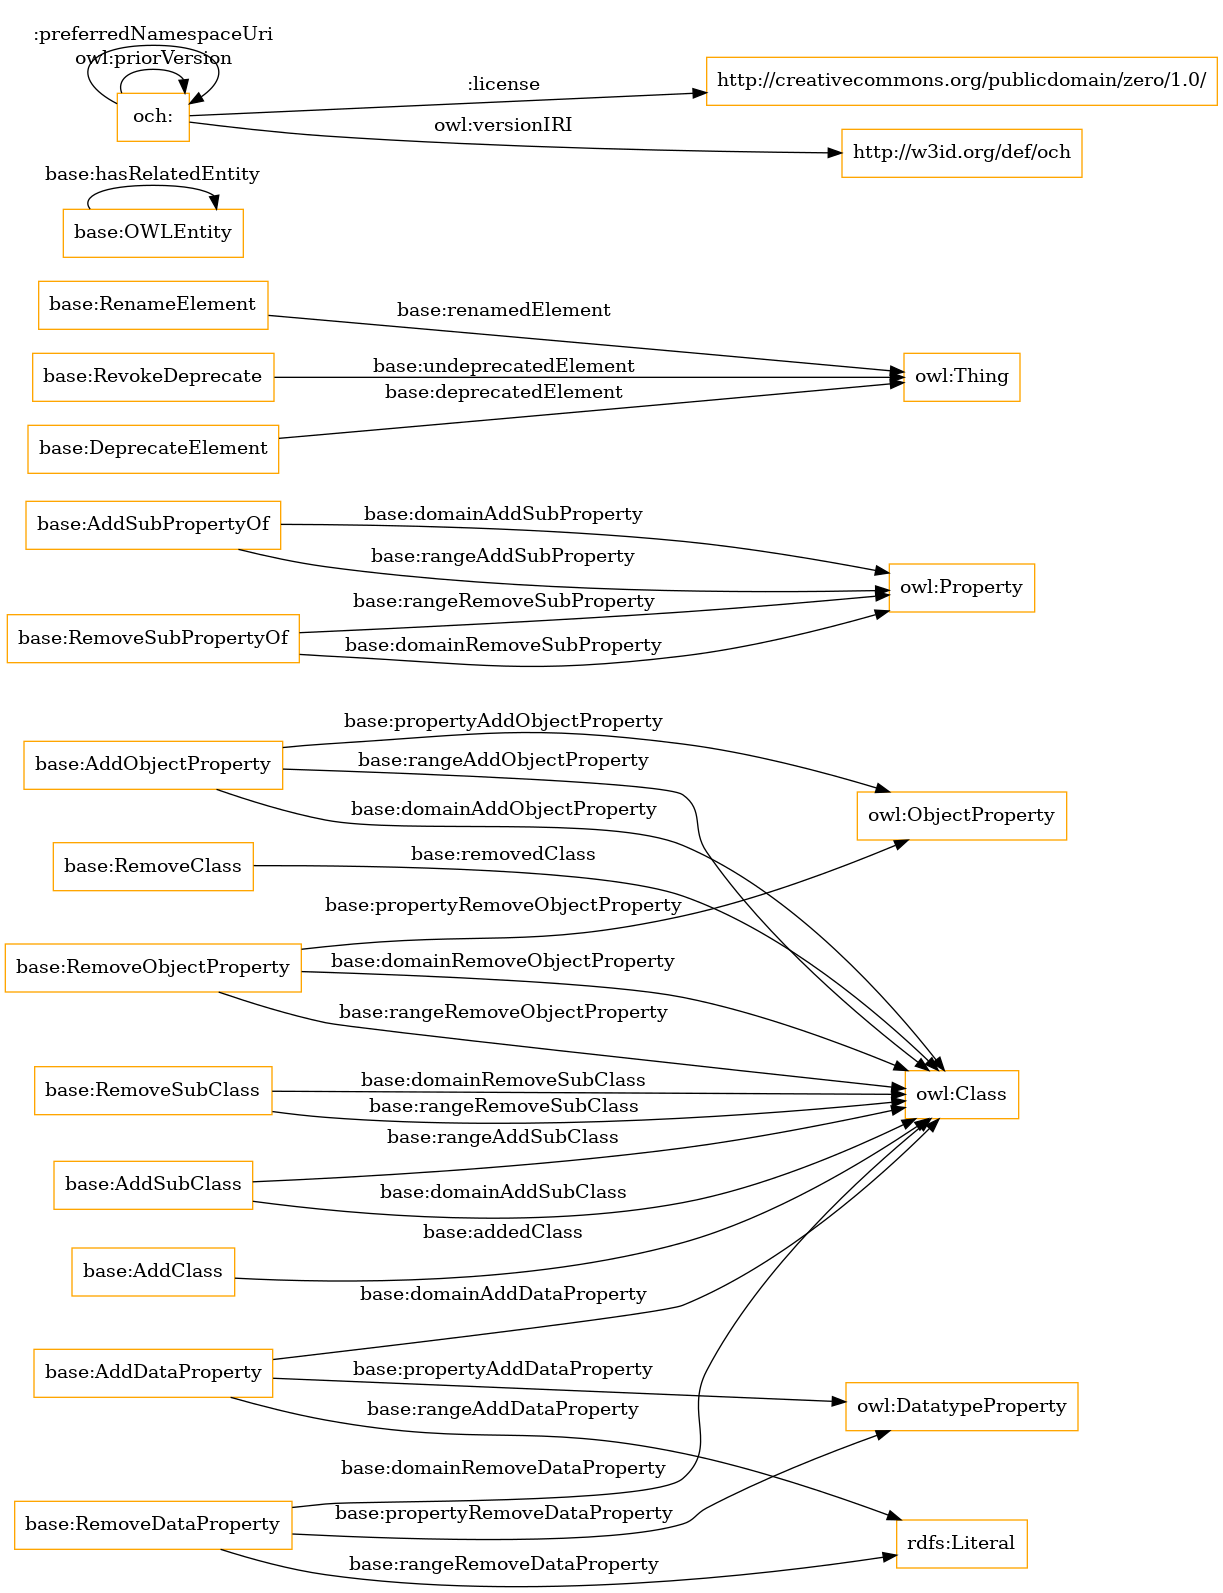 :preferredNamespaceUri
owl:priorVersion
och:
:license
http://creativecommons.org/publicdomain/zero/1.0/
owl:versionIRI
http://w3id.org/def/och
base:hasRelatedEntity
base:OWLEntity
base:RenameElement
base:renamedElement
base:RevokeDeprecate
base:undeprecatedElement
owl:Thing
base:deprecatedElement
base:DeprecateElement
base:AddSubPropertyOf
base:domainAddSubProperty
base:rangeAddSubProperty
owl:Property
base:rangeRemoveSubProperty
base:RemoveSubPropertyOf
base:domainRemoveSubProperty
base:propertyAddObjectProperty
base:AddObjectProperty
base:rangeAddObjectProperty
base:domainAddObjectProperty
owl:ObjectProperty
base:removedClass
base:RemoveClass
base:propertyRemoveObjectProperty
base:RemoveObjectProperty
base:domainRemoveObjectProperty
base:rangeRemoveObjectProperty
base:RemoveSubClass
base:domainRemoveSubClass
owl:Class
base:rangeRemoveSubClass
base:rangeAddSubClass
base:AddSubClass
base:domainAddSubClass
base:addedClass
base:AddClass
base:domainAddDataProperty
base:AddDataProperty
base:propertyAddDataProperty
base:rangeAddDataProperty
owl:DatatypeProperty
base:domainRemoveDataProperty
base:RemoveDataProperty
base:propertyRemoveDataProperty
rdfs:Literal
base:rangeRemoveDataProperty